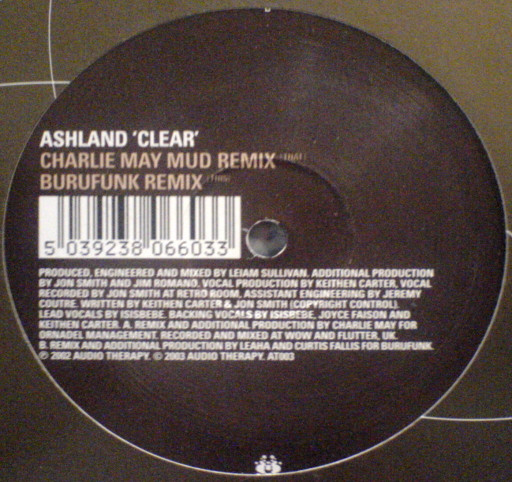 ASHLAND 'CLEAR'
CHARLIE MAY MUD REMIX
BURUFUNK REMIX (THIS)
5 039238 066033
PRODUCED, ENGINEERED AND MIXED BY LEIAM SULLIVAN. ADDITIONAL PRODUCTION
BY JON SMITH AND JIM ROMANO, VOCAL PRODUCTION BY KEITHEN CARTER, VOCAL
RECORDED BY JON SMITH AT RETRO ROOM, ASSISTANT ENGINEERING BY JEREMY
COUTRE. WRITTEN BY KEITHEN CARTER & JON SMITH (COPYRIGHT CONTROL).
LEAD VOCALS BY ISISBEBE. BACKING VOCALS BY ISISBEBE, JOYCE FAISON AND
KEITHEN CARTER. A. REMIX AND ADDITIONAL PRODUCTION BY CHARLIE MAY FOR
ORNADEL MANAGEMENT. RECORDED AND MIXED AT WOW AND FLUTTER, UK.
B. REMIX AND ADDITIONAL PRODUCTION BY LEAHA AND CURTIS FALLIS FOR BURUFUNK.
℗ 2002 AUDIO THERAPY. © 2003 AUDIO THERAPY. AT003